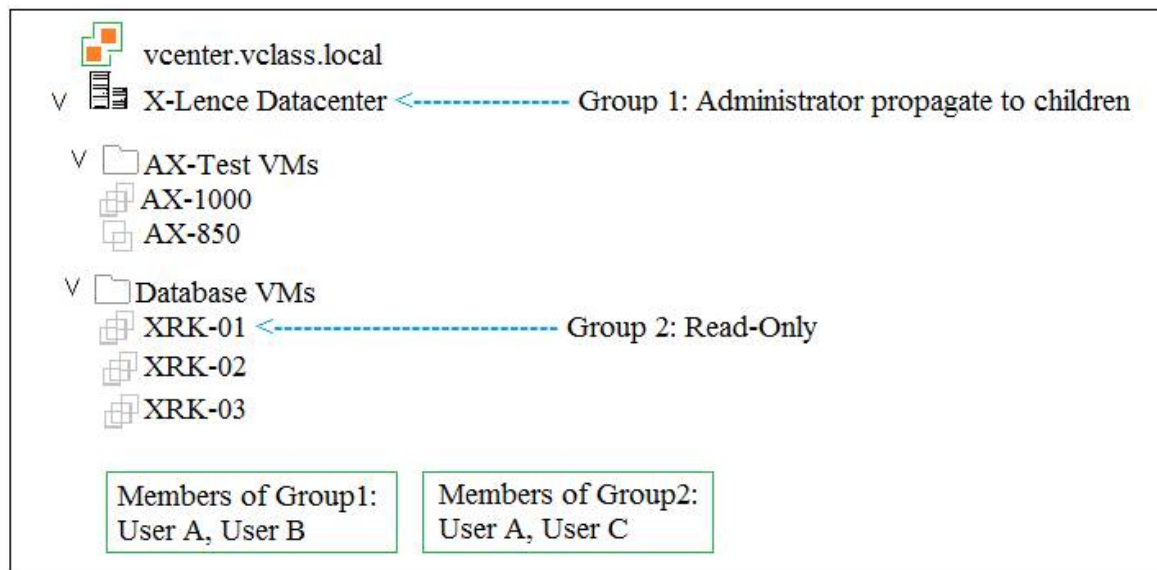 vcenter.vclass.local
V X-Lence Datacenter <--------------- Group 1: Administrator propagate to children
V AX-Test VMs
AX-1000
AX-850
V Database VMs
XRK-01 <--------------------------- Group 2: Read-Only
XRK-02
XRK-03
Members of Group1:
User A, User B
Members of Group2:
User A, User C